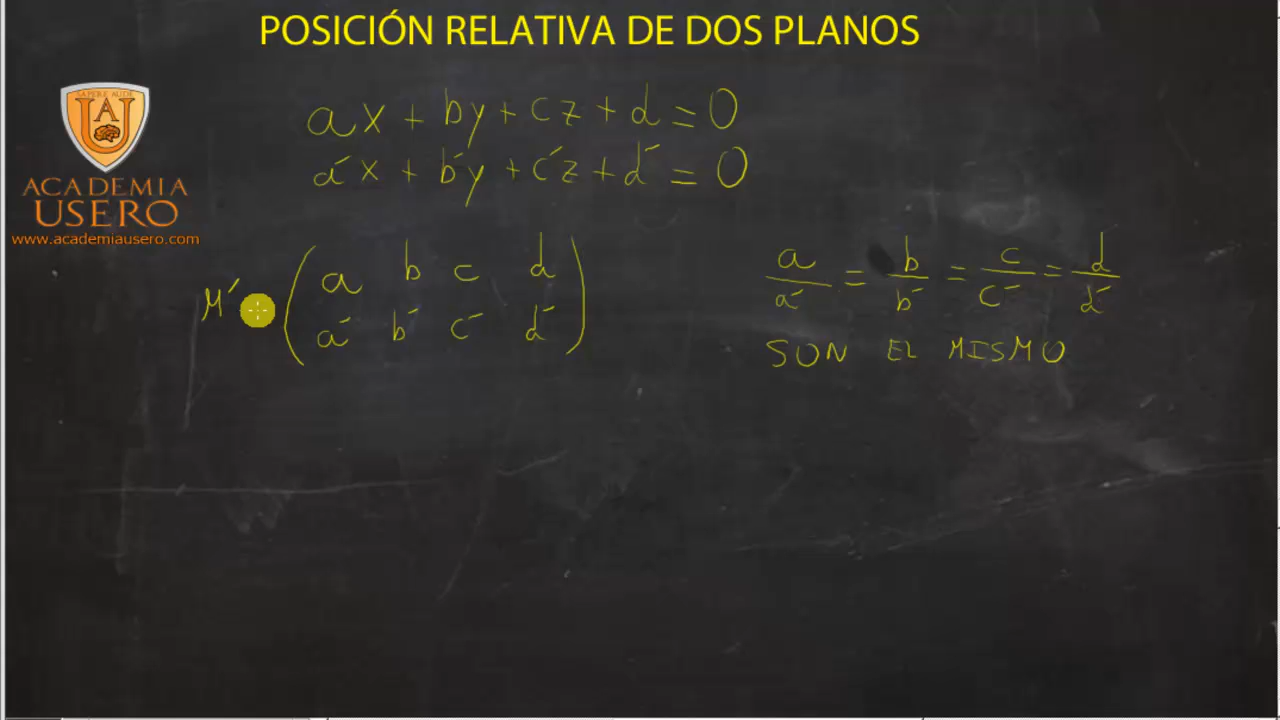 POSICIÓN RELATIVA DE DOS PLANOS
ax + by + cz + d = 0
a´x + b´y + c´z + d´ = 0
SAPERE AUDE
UA
ACADEMIA
USERO
www.academiausero.com
M´
a b c d
a´ b´ c´ d´
a/a´ = b/b´ = c/c´ = d/d´
SON EL MISMO